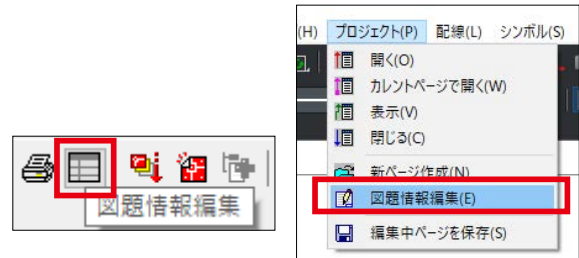 図題情報編集
(H) プロジェクト(P) 配線(L) シンボル(S)
開く(O)
カレントページで開く(W)
表示(V)
閉じる(C)
新ページ作成(N)
図題情報編集(E)
編集中ページを保存(S)